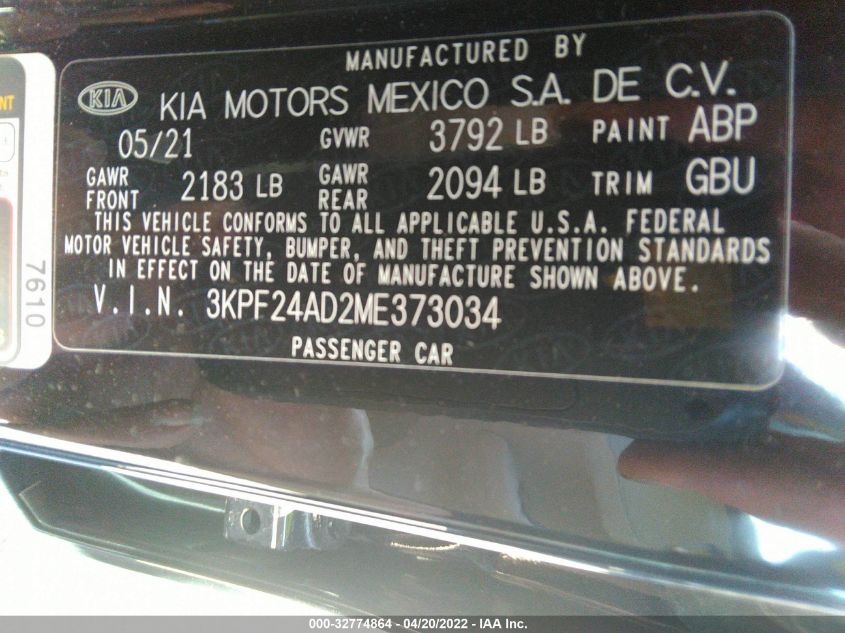 MANUFACTURED BY
KIA KIA MOTORS MEXICO S.A. DE C.V.
05/21 GVWR 3792 LB PAINT ABP
GAWR FRONT 2183 LB GAWR REAR 2094 LB TRIM GBU
THIS VEHICLE CONFORMS TO ALL APPLICABLE U.S.A. FEDERAL
MOTOR VEHICLE SAFETY, BUMPER, AND THEFT PREVENTION STANDARDS
IN EFFECT ON THE DATE OF MANUFACTURE SHOWN ABOVE.
V.I.N. 3KPF24AD2ME373034
PASSENGER CAR
7610
000-32774864 | 04/20/2022 - IAA Inc.